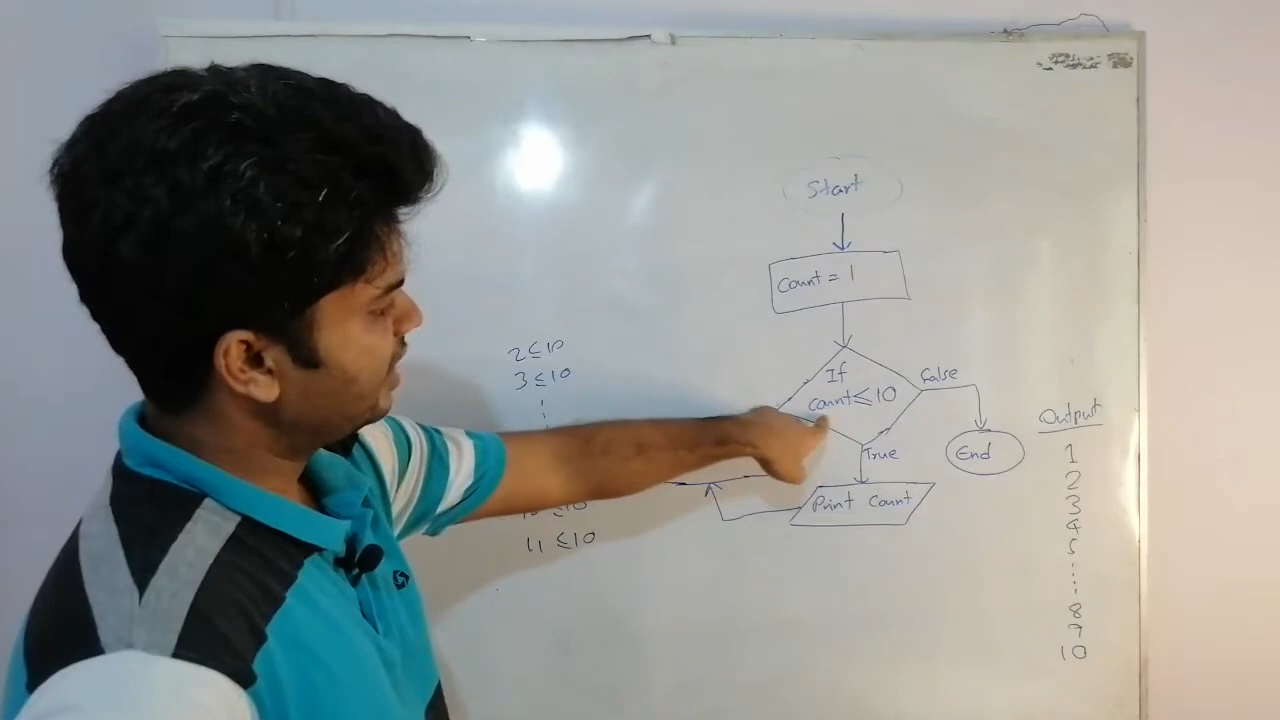 Start
Count = 1
If
count ≤ 10
False
True
End
Print Count
2 ≤ 10
3 ≤ 10
11 ≤ 10
Output
1
2
3
4
5
8
9
10